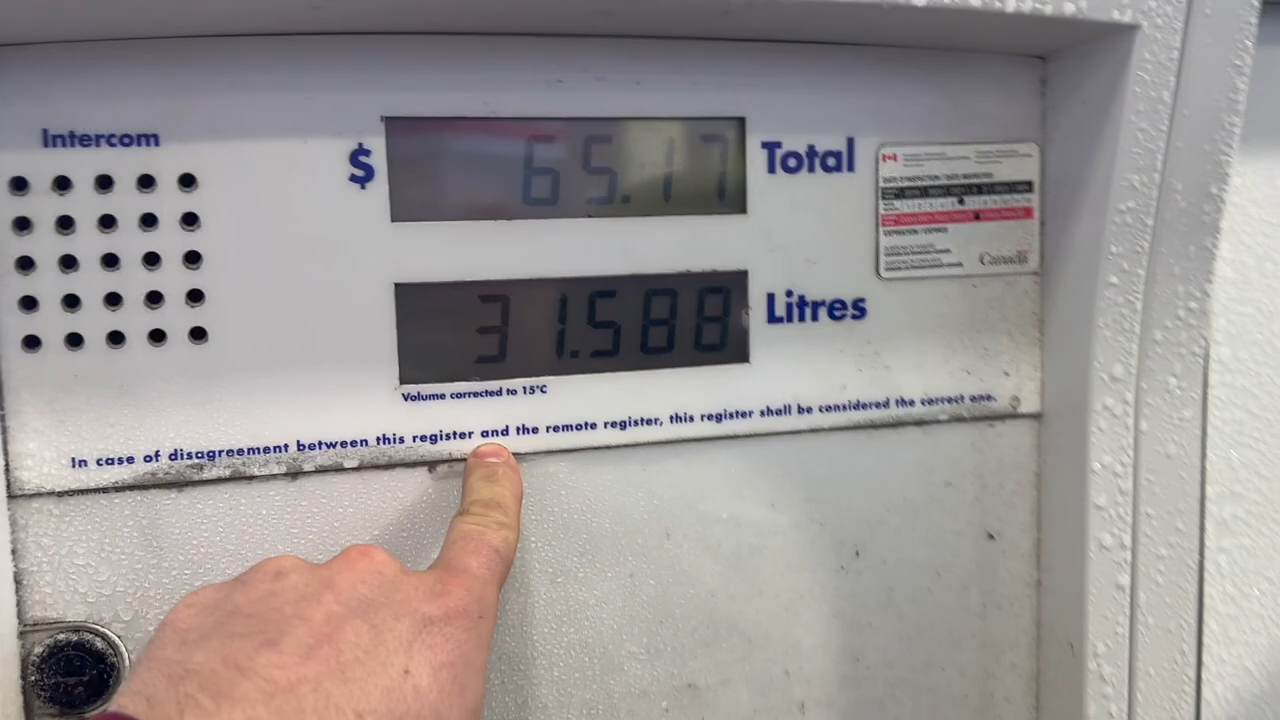 Intercom
$ 65.17 Total
31.588 Litres
Volume corrected to 15°C
In case of disagreement between this register and the remote register, this register shall be considered the correct one.
Canada